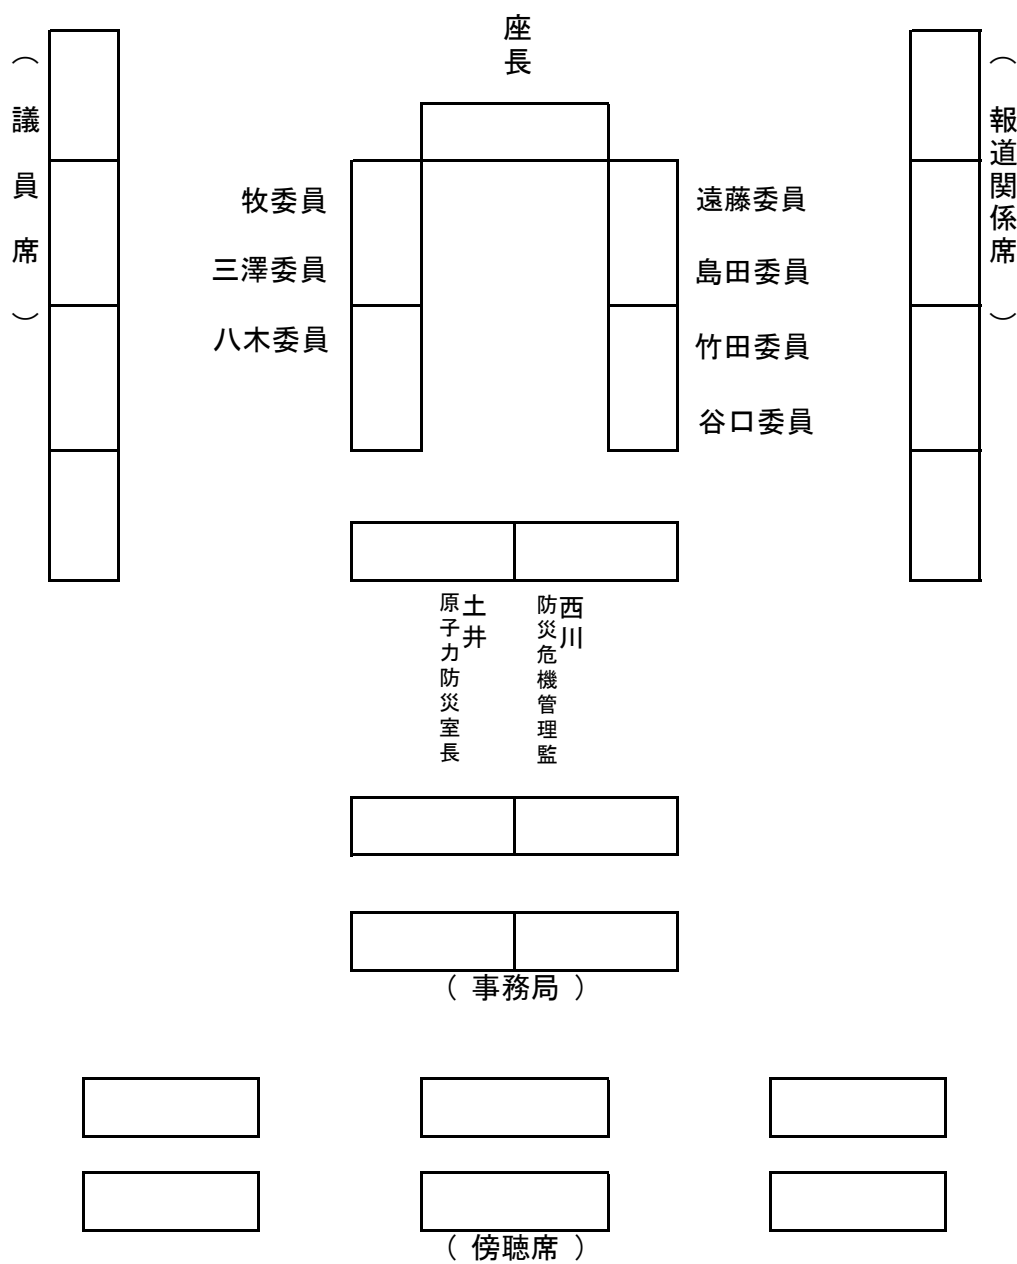 座長
（議員席）
（報道関係席）
牧委員
遠藤委員
三澤委員
島田委員
八木委員
竹田委員
谷口委員
土井
原子力防災室長
西川
防災危機管理監
（ 事務局 ）
（ 傍聴席 ）